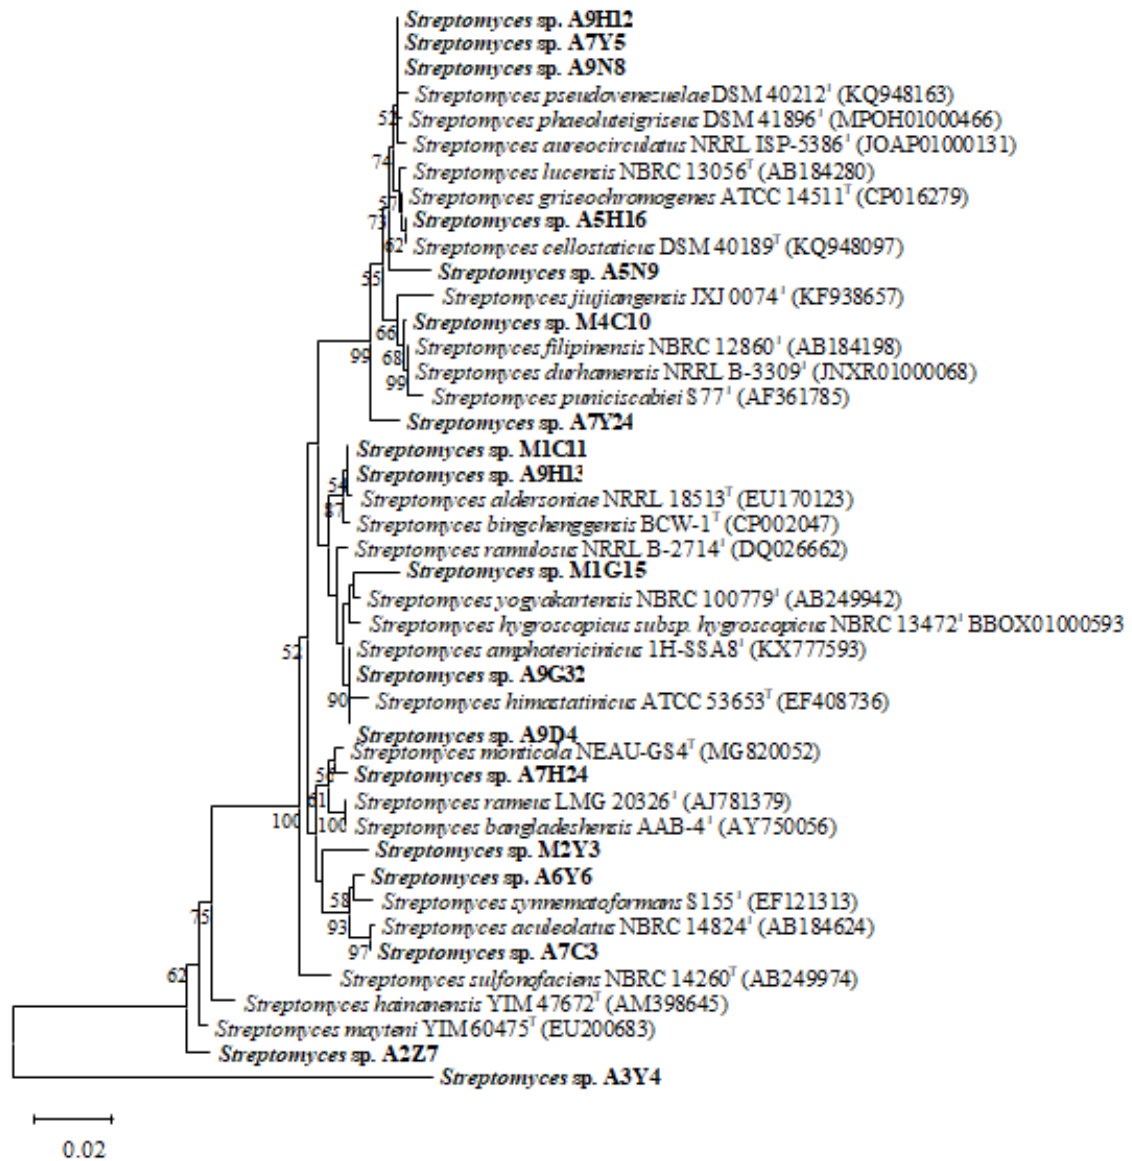 Streptomyces sp. A9H12
Streptomyces sp. A7Y5
Streptomyces sp. A9N8
Streptomyces pseudovenezuelae DSM 40212ᵀ (KQ948163)
52
Streptomyces phaeoluteigriseus DSM 41896ᵀ (MPOH01000466)
Streptomyces aureocirculatus NRRL ISP-5386ᵀ (JOAP01000131)
74
Streptomyces lucensis NBRC 13056ᵀ (AB184280)
Streptomyces griseochromogenes ATCC 14511ᵀ (CP016279)
57
73
Streptomyces sp. A5H16
62
Streptomyces cellostaticus DSM 40189ᵀ (KQ948097)
Streptomyces sp. A5N9
55
Streptomyces jiujiangensis JXJ 0074ᵀ (KF938657)
Streptomyces sp. M4C10
66
Streptomyces filipinensis NBRC 12860ᵀ (AB184198)
99
68
Streptomyces durhamensis NRRL B-3309ᵀ (JNXR01000068)
99
Streptomyces puniciscabiei S77ᵀ (AF361785)
Streptomyces sp. A7Y24
Streptomyces sp. M1C11
Streptomyces sp. A9H13
54
Streptomyces aldersoniae NRRL 18513ᵀ (EU170123)
87
Streptomyces bingchenggensis BCW-1ᵀ (CP002047)
Streptomyces ramulosus NRRL B-2714ᵀ (DQ026662)
Streptomyces sp. M1G15
Streptomyces yogyakartensis NBRC 100779ᵀ (AB249942)
Streptomyces hygroscopicus subsp. hygroscopicus NBRC 13472ᵀ BBOX01000593
52
Streptomyces amphotericinicus 1H-SSA8ᵀ (KX777593)
Streptomyces sp. A9G32
90
Streptomyces himastatinicus ATCC 53653ᵀ (EF408736)
Streptomyces sp. A9D4
Streptomyces monticola NEAU-GS4ᵀ (MG820052)
56
Streptomyces sp. A7H24
61
Streptomyces rameus LMG 20326ᵀ (AJ781379)
100
100
Streptomyces bangladeshensis AAB-4ᵀ (AY750056)
Streptomyces sp. M2Y3
Streptomyces sp. A6Y6
58
Streptomyces synnematoformans S155ᵀ (EF121313)
75
93
Streptomyces aculeolatus NBRC 14824ᵀ (AB184624)
97
Streptomyces sp. A7C3
62
Streptomyces sulfonofaciens NBRC 14260ᵀ (AB249974)
Streptomyces hainanensis YIM 47672ᵀ (AM398645)
Streptomyces mayteni YIM 60475ᵀ (EU200683)
Streptomyces sp. A2Z7
Streptomyces sp. A3Y4
0.02